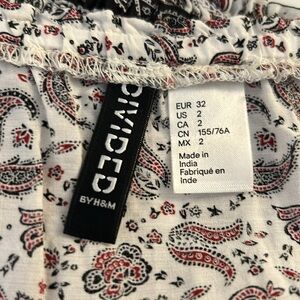 DIVIDED
BY H&M
EUR 32
US 2
CA 2
CN 155/76A
MX 2
Made in
India
Fabriqué en
Inde